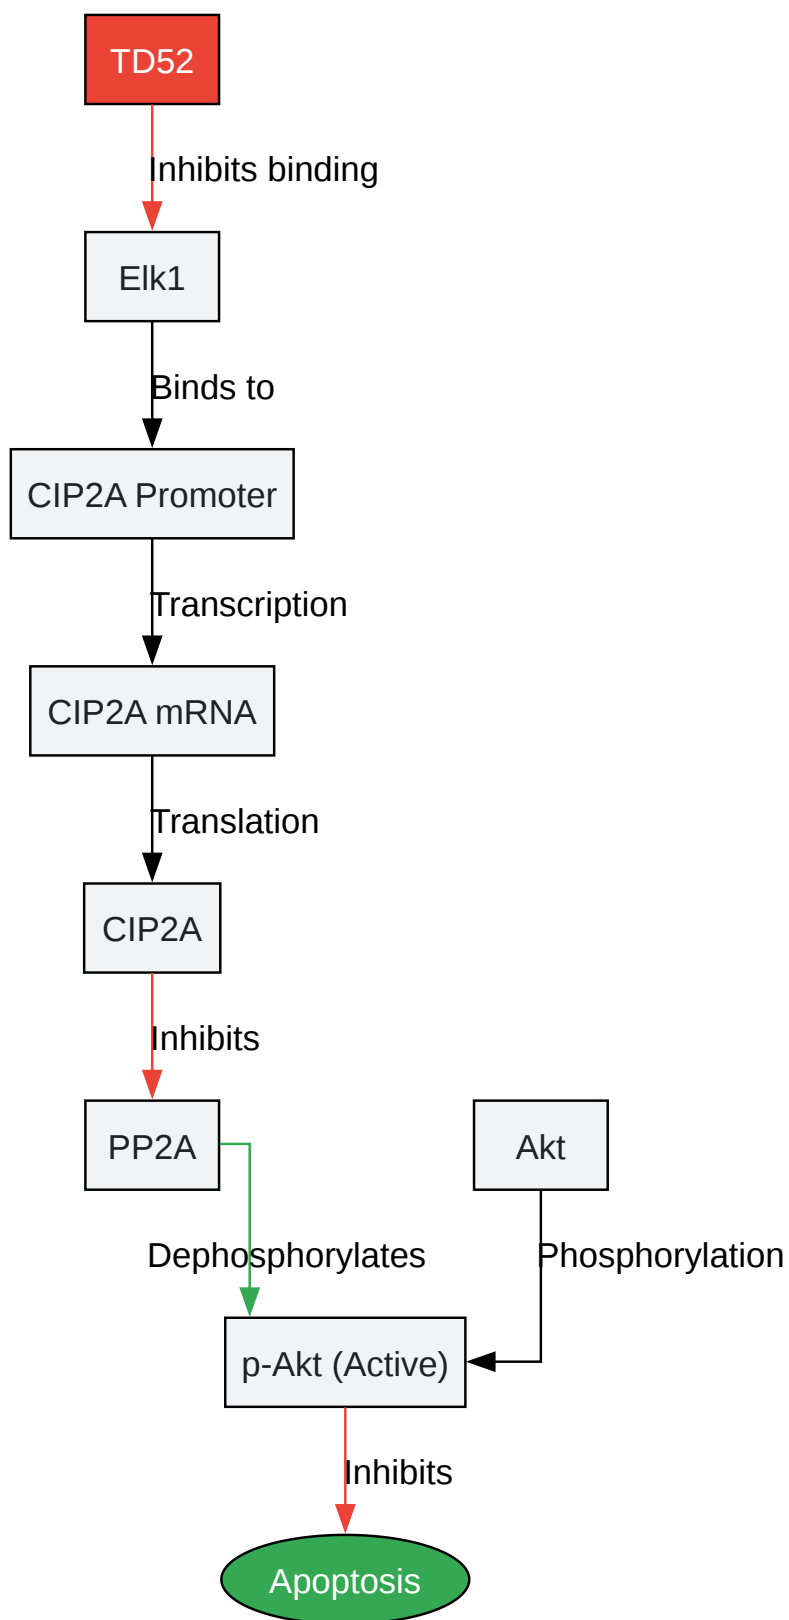 TD52
Inhibits binding
Elk1
Binds to
CIP2A Promoter
Transcription
CIP2A mRNA
Translation
CIP2A
Inhibits
PP2A
Akt
Dephosphorylates
Phosphorylation
p-Akt (Active)
Inhibits
Apoptosis